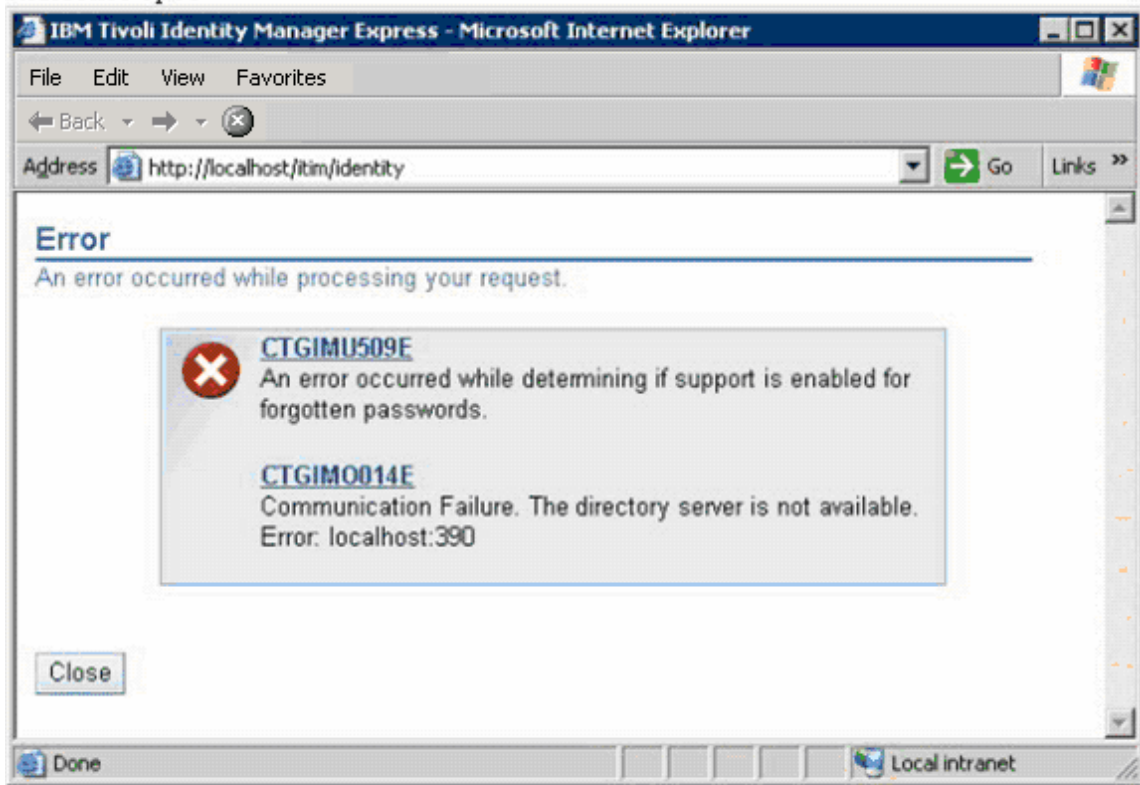 IBM Tivoli Identity Manager Express - Microsoft Internet Explorer
File Edit View Favorites
Back
Address http://localhost/itim/identity Go Links »
Error
An error occurred while processing your request.
CTGIMU509E
An error occurred while determining if support is enabled for
forgotten passwords.
CTGIMO014E
Communication Failure. The directory server is not available.
Error: localhost:390
Close
Done Local intranet